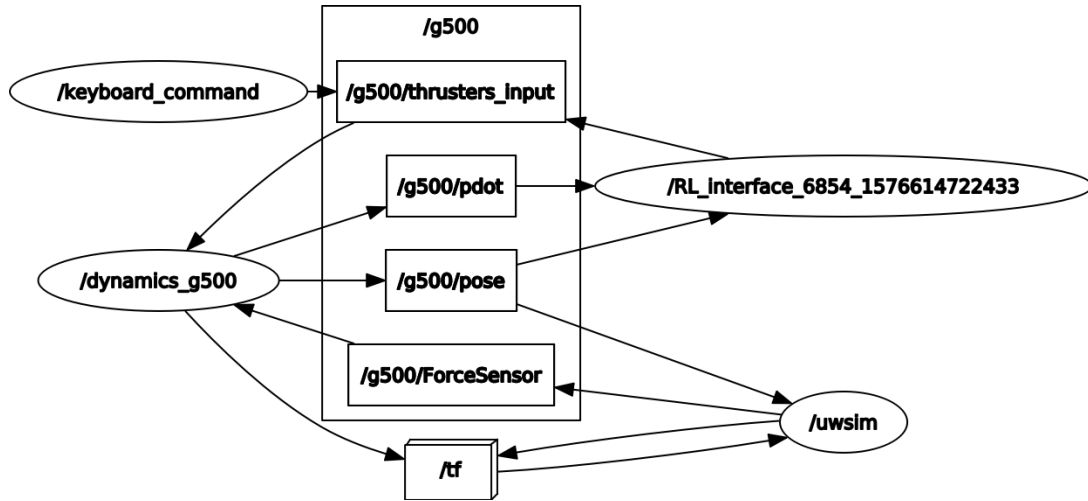 /g500
/keyboard_command
/g500/thrusters_input
/g500/pdot
/RL_interface_6854_1576614722433
/dynamics_g500
/g500/pose
/g500/ForceSensor
/uwsim
/tf